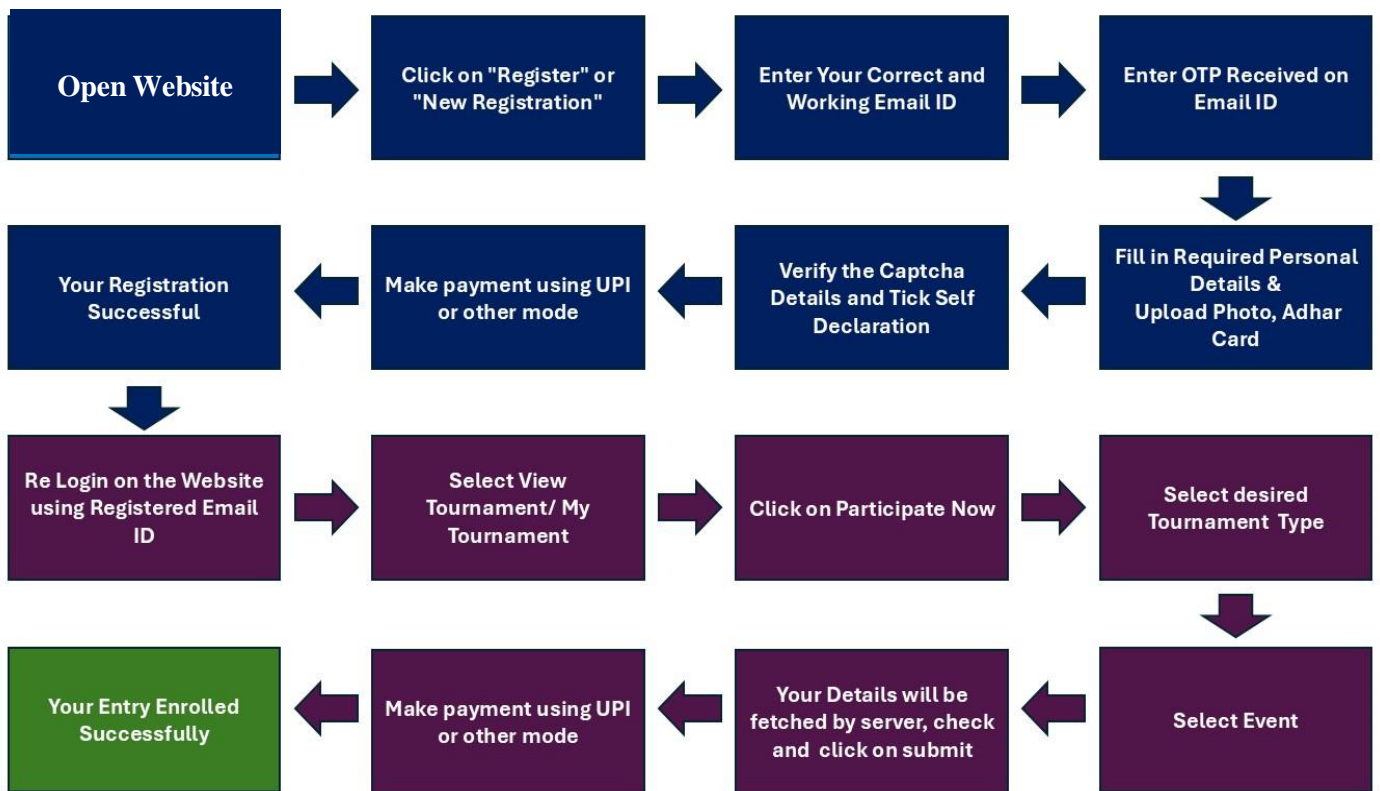 Open Website
Click on "Register" or
"New Registration"
Enter Your Correct and
Working Email ID
Enter OTP Received on
Email ID
Fill in Required Personal
Details &
Upload Photo, Adhar
Card
Verify the Captcha
Details and Tick Self
Declaration
Make payment using UPI
or other mode
Your Registration
Successful
Re Login on the Website
using Registered Email
ID
Select View
Tournament/ My
Tournament
Click on Participate Now
Select desired
Tournament Type
Select Event
Your Details will be
fetched by server, check
and click on submit
Make payment using UPI
or other mode
Your Entry Enrolled
Successfully